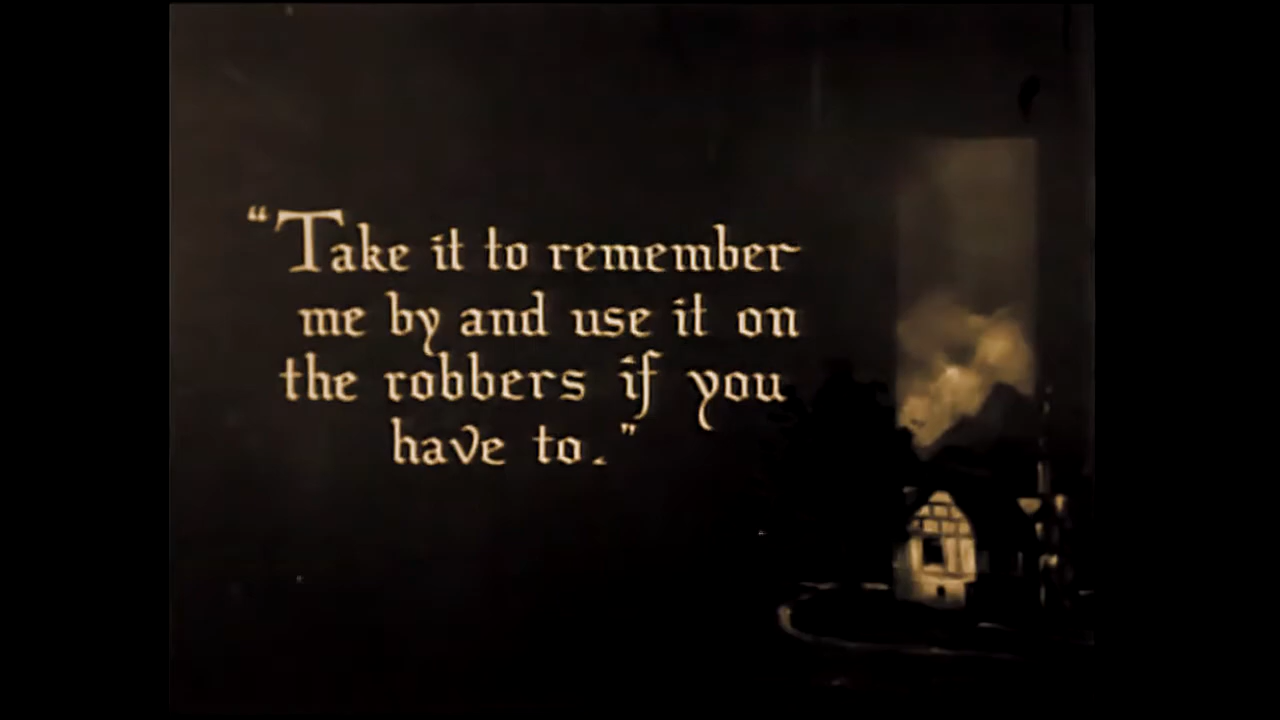 “Take it to remember
me by and use it on
the robbers if you
have to.”